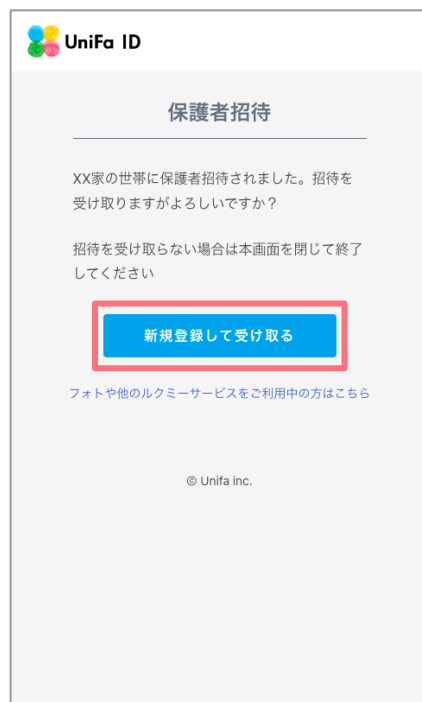 UniFa ID
保護者招待
XX家の世帯に保護者招待されました。招待を
受け取りますがよろしいですか？
招待を受け取らない場合は本画面を閉じて終了
してください
新規登録して受け取る
フォトや他のルクミーサービスをご利用中の方はこちら
© Unifa inc.